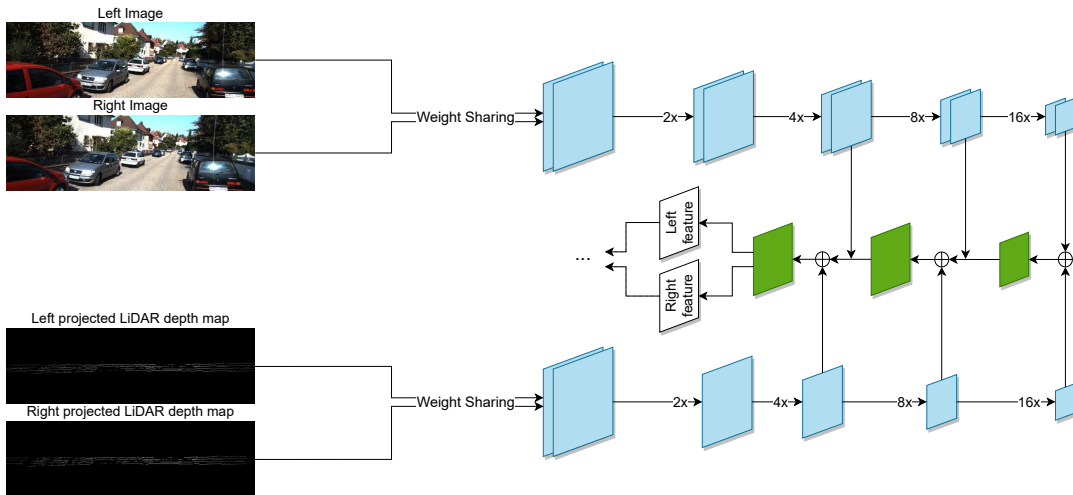 Left Image
Right Image
Weight Sharing
2x
4x
8x
16x
Left
feature
Right
feature
...
Left projected LiDAR depth map
Right projected LiDAR depth map
Weight Sharing
2x
4x
8x
16x